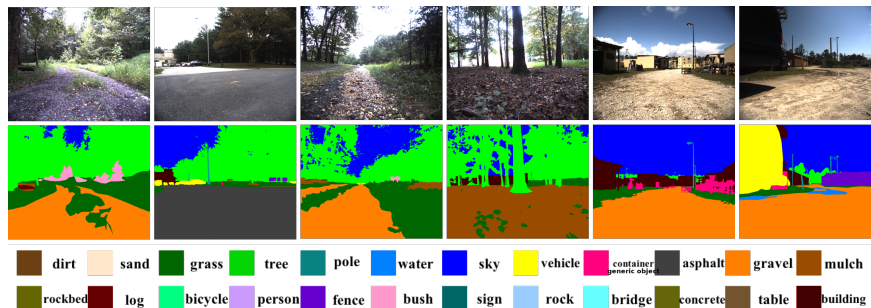 dirt sand grass tree pole water sky vehicle container generic object asphalt gravel mulch
rockbed log bicycle person fence bush sign rock bridge concrete table building